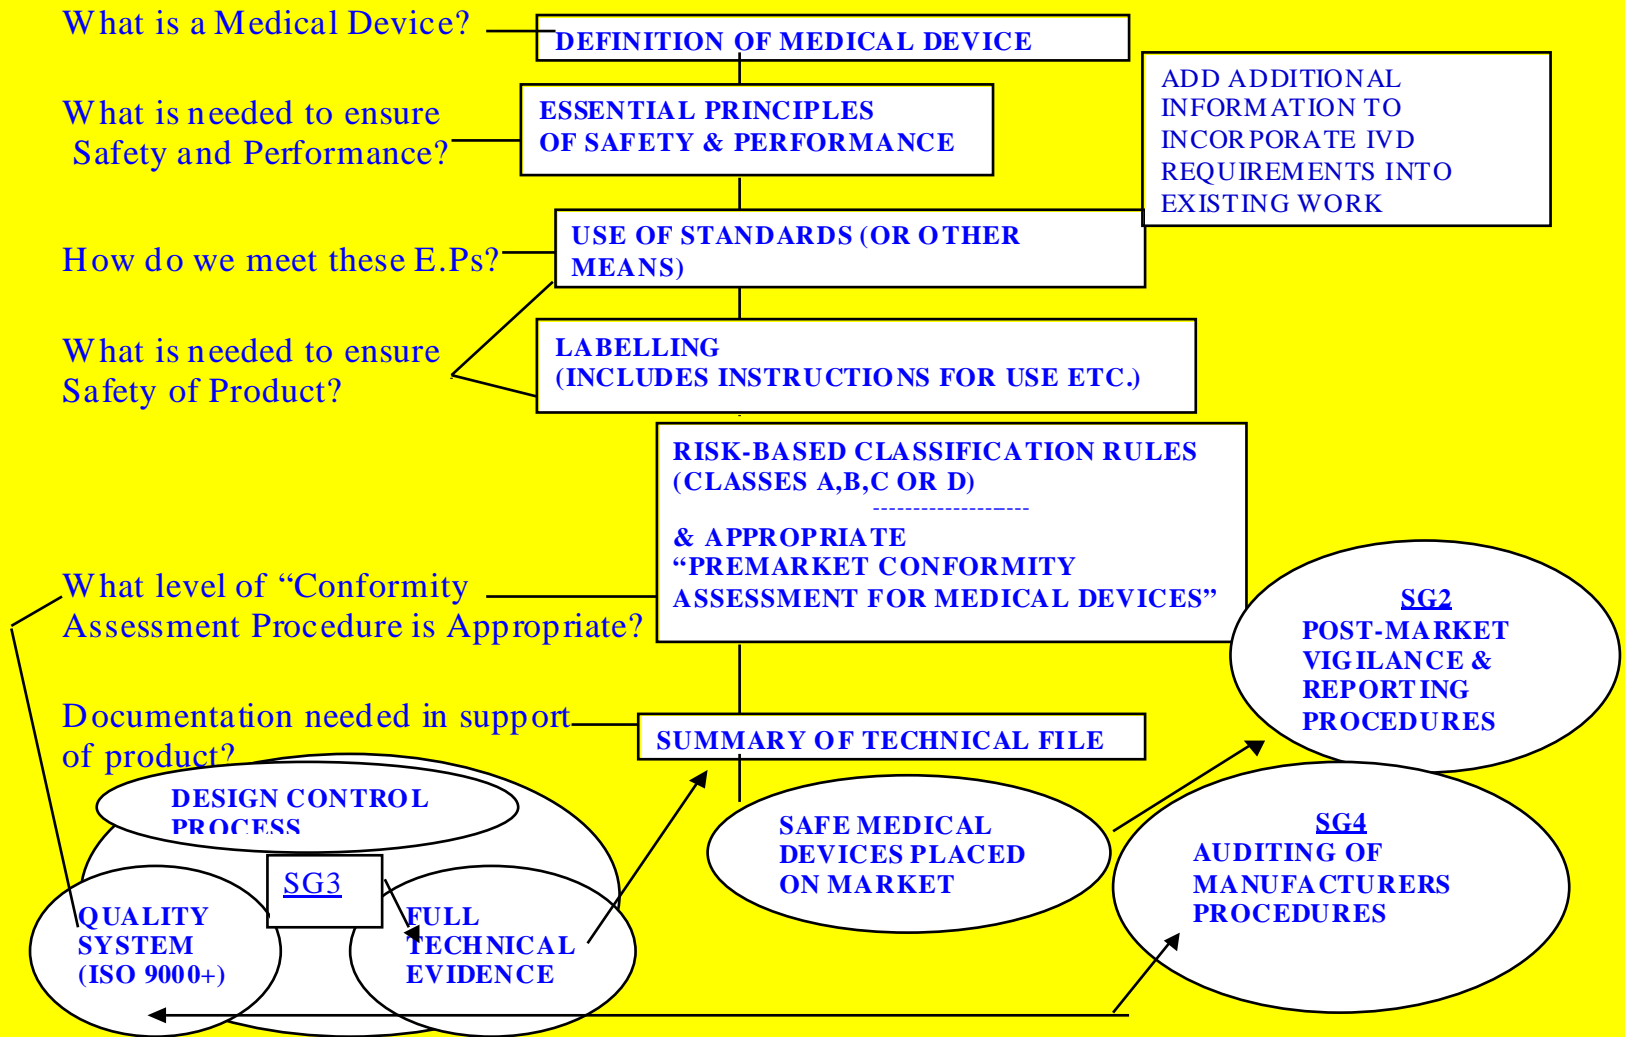 What is a Medical Device?
DEFINITION OF MEDICAL DEVICE
ADD ADDITIONAL
INFORMATION TO
INCORPORATE IVD
REQUIREMENTS INTO
EXISTING WORK
What is needed to ensure
Safety and Performance?
ESSENTIAL PRINCIPLES
OF SAFETY & PERFORMANCE
How do we meet these E.Ps?
USE OF STANDARDS (OR OTHER
MEANS)
What is needed to ensure
Safety of Product?
LABELLING
(INCLUDES INSTRUCTIONS FOR USE ETC.)
RISK-BASED CLASSIFICATION RULES
(CLASSES A,B,C OR D)
-------------------
& APPROPRIATE
“PREMARKET CONFORMITY
ASSESSMENT FOR MEDICAL DEVICES”
What level of “Conformity
Assessment Procedure is Appropriate?
SG2
POST-MARKET
VIGILANCE &
REPORTING
PROCEDURES
Documentation needed in support
of product?
SUMMARY OF TECHNICAL FILE
DESIGN CONTROL
PROCESS
SG3
QUALITY
SYSTEM
(ISO 9000+)
FULL
TECHNICAL
EVIDENCE
SAFE MEDICAL
DEVICES PLACED
ON MARKET
SG4
AUDITING OF
MANUFACTURERS
PROCEDURES